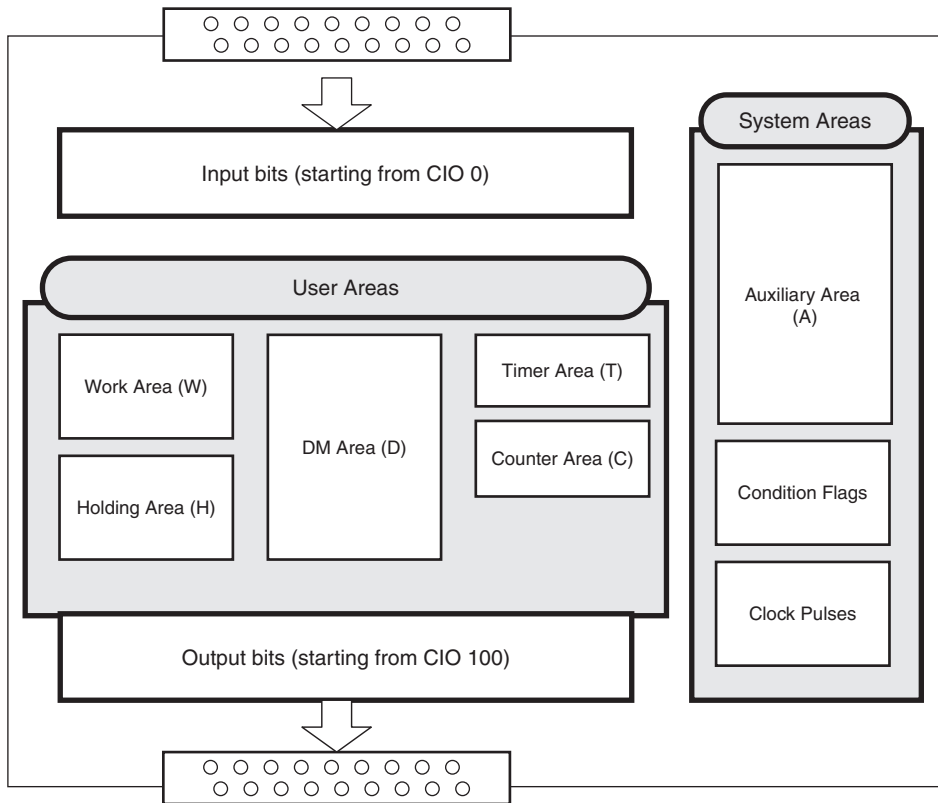 Input bits (starting from CIO 0)
User Areas
Work Area (W)
Holding Area (H)
DM Area (D)
Timer Area (T)
Counter Area (C)
Output bits (starting from CIO 100)
System Areas
Auxiliary Area
(A)
Condition Flags
Clock Pulses